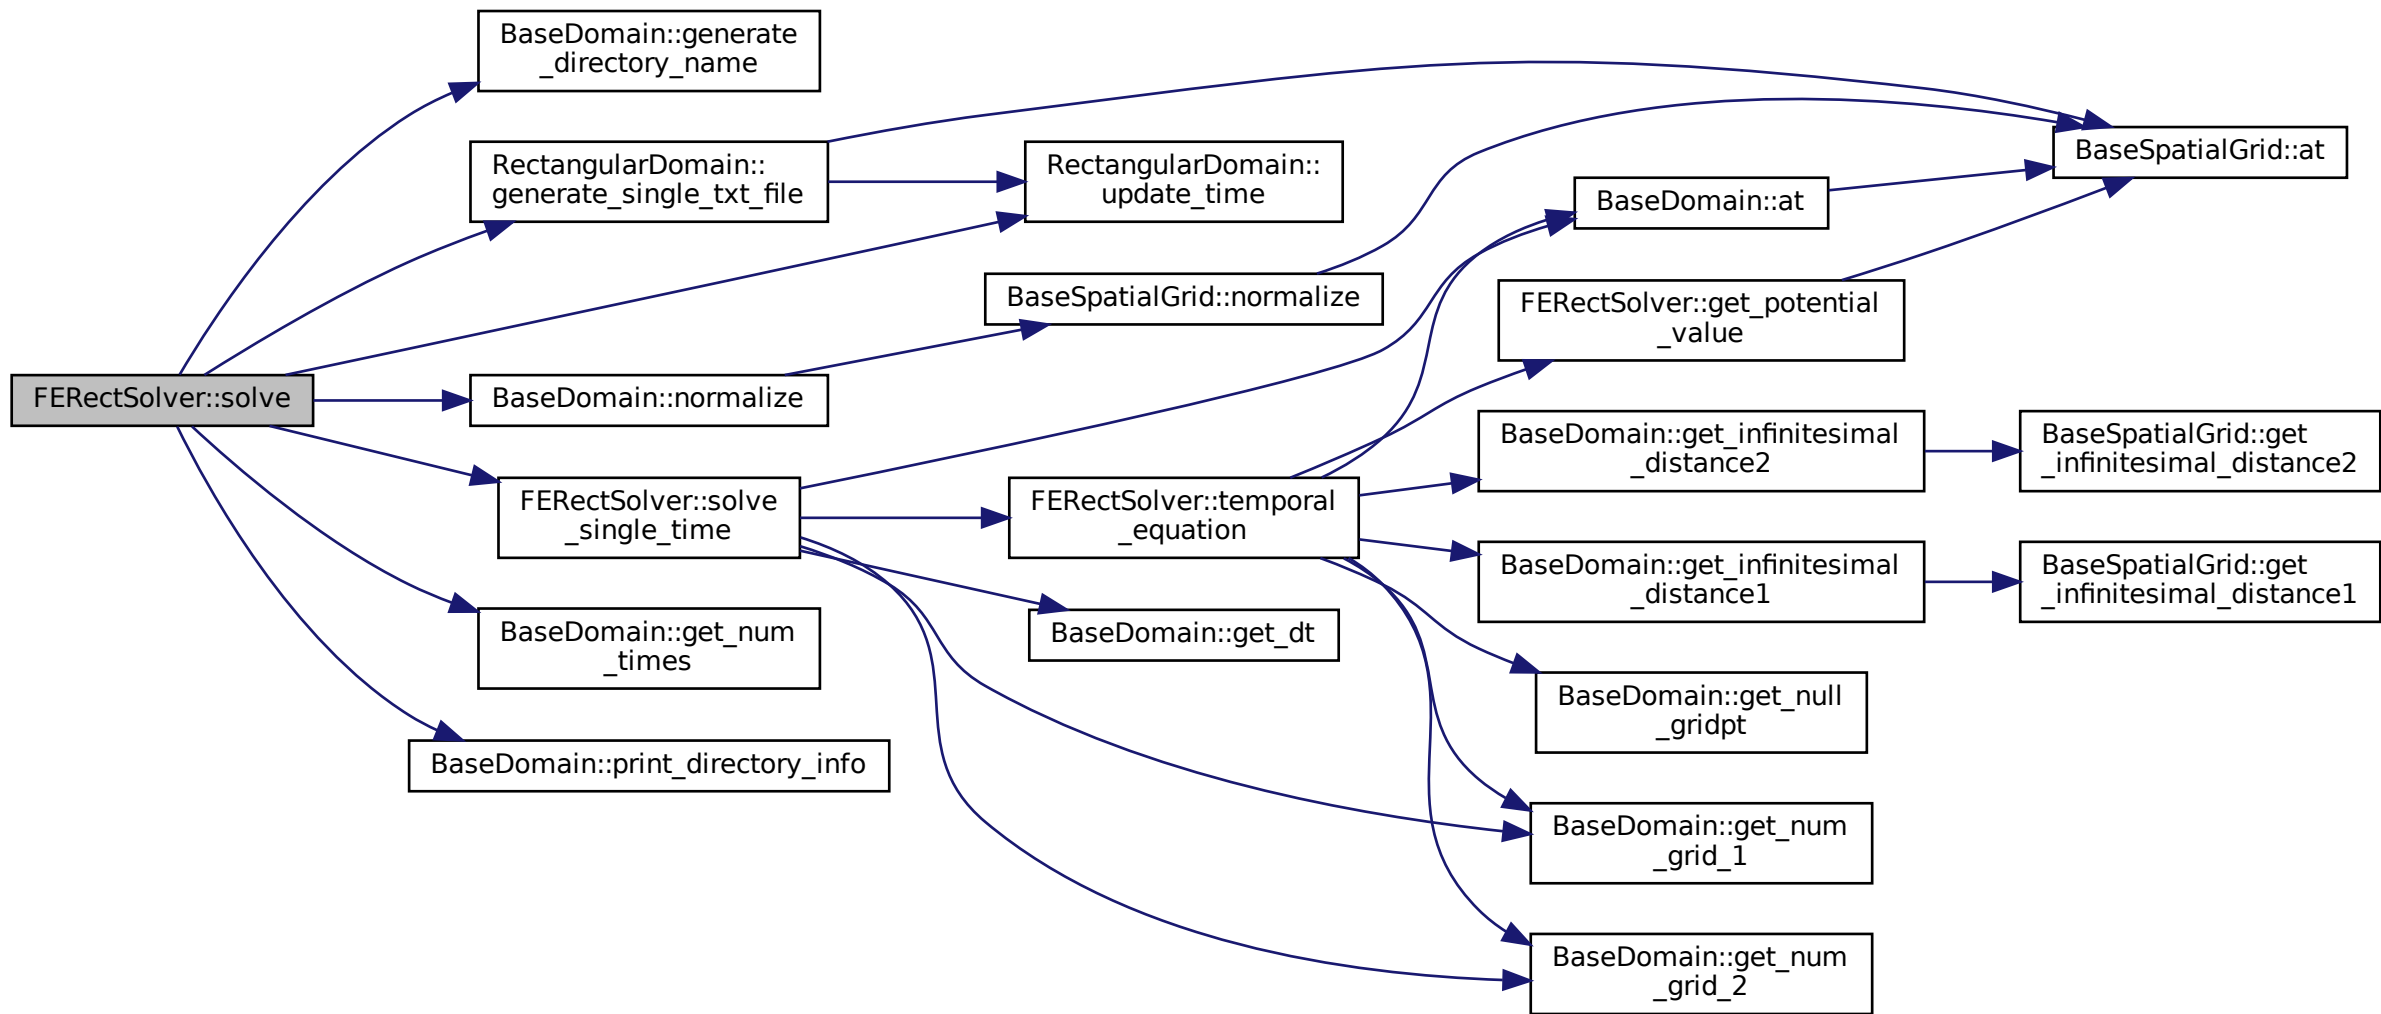 BaseDomain::generate
_directory_name
RectangularDomain::
generate_single_txt_file
RectangularDomain::
update_time
BaseSpatialGrid::at
BaseDomain::at
BaseSpatialGrid::normalize
FERectSolver::get_potential
_value
FERectSolver::solve
BaseDomain::normalize
BaseDomain::get_infinitesimal
_distance2
BaseSpatialGrid::get
_infinitesimal_distance2
FERectSolver::solve
_single_time
FERectSolver::temporal
_equation
BaseDomain::get_infinitesimal
_distance1
BaseSpatialGrid::get
_infinitesimal_distance1
BaseDomain::get_num
_times
BaseDomain::get_dt
BaseDomain::get_null
_gridpt
BaseDomain::print_directory_info
BaseDomain::get_num
_grid_1
BaseDomain::get_num
_grid_2